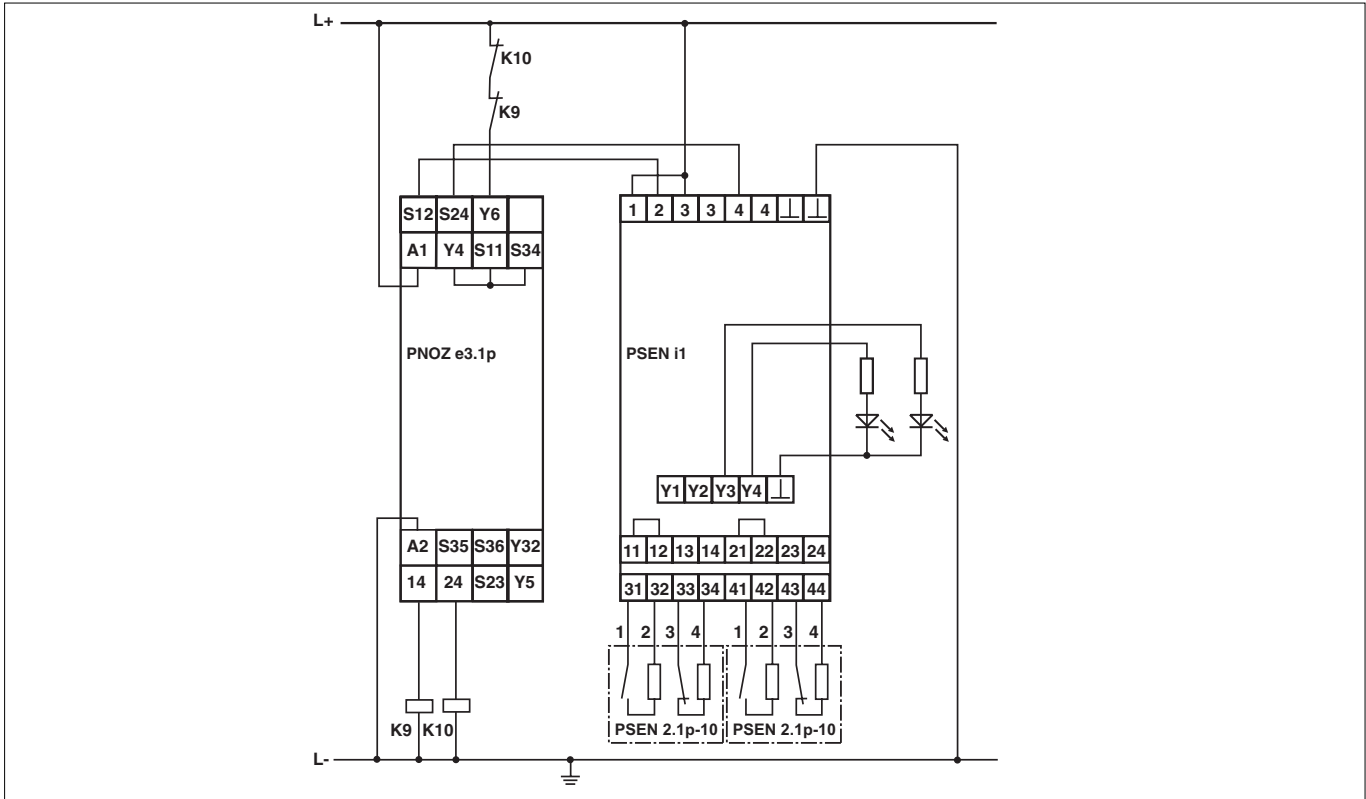 L+
K10
K9
S12 S24 Y6
A1 Y4 S11 S34
PNOZ e3.1p
A2 S35 S36 Y32
14 24 S23 Y5
K9 K10
1 2 3 3 4 4 ⊥ ⊥
PSEN i1
Y1 Y2 Y3 Y4 ⊥
11 12 13 14 21 22 23 24
31 32 33 34 41 42 43 44
1 2 3 4 1 2 3 4
PSEN 2.1p-10 PSEN 2.1p-10
L-